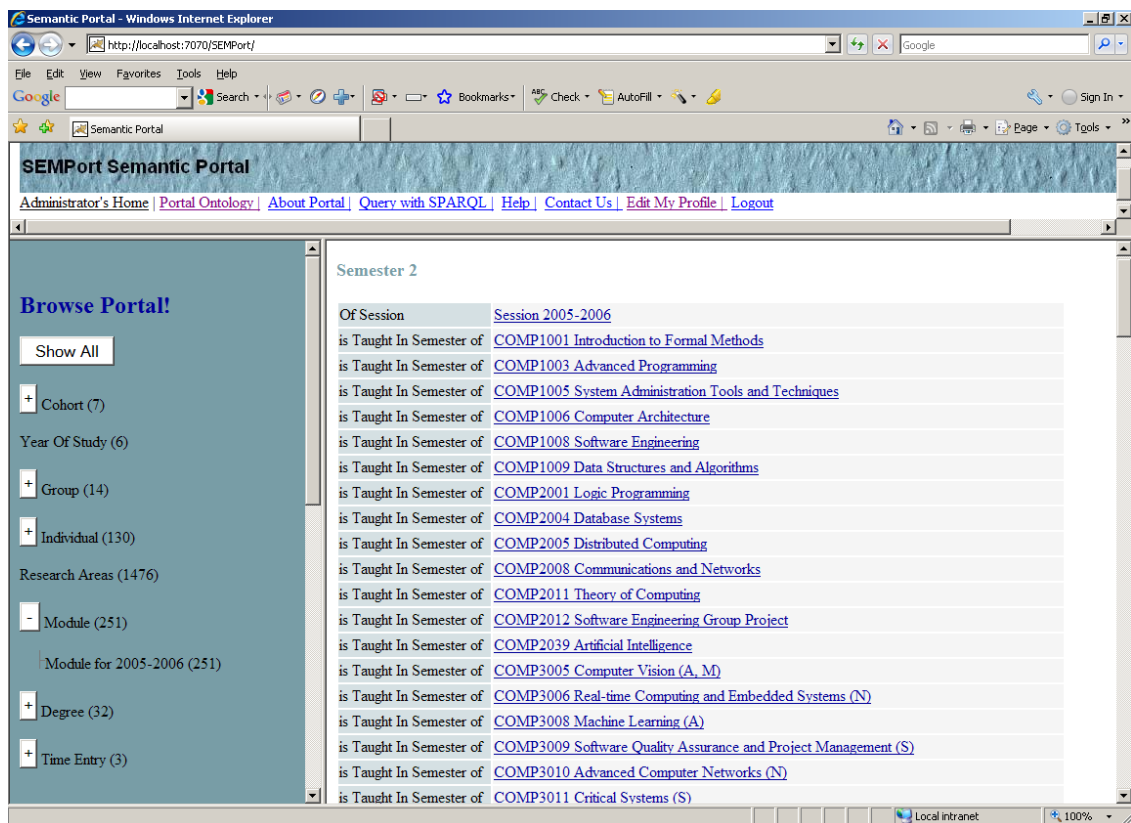 Semantic Portal - Windows Internet Explorer
http://localhost:7070/SEMPort/
Google
File Edit View Favorites Tools Help
Google Search Bookmarks ABC Check AutoFill Sign In
Semantic Portal Page Tools »
SEMPort Semantic Portal
Administrator's Home | Portal Ontology | About Portal | Query with SPARQL | Help | Contact Us | Edit My Profile | Logout
Browse Portal!
Show All
+ Cohort (7)
Year Of Study (6)
+ Group (14)
+ Individual (130)
Research Areas (1476)
- Module (251)
Module for 2005-2006 (251)
+ Degree (32)
+ Time Entry (3)
Semester 2
Of Session Session 2005-2006
is Taught In Semester of COMP1001 Introduction to Formal Methods
is Taught In Semester of COMP1003 Advanced Programming
is Taught In Semester of COMP1005 System Administration Tools and Techniques
is Taught In Semester of COMP1006 Computer Architecture
is Taught In Semester of COMP1008 Software Engineering
is Taught In Semester of COMP1009 Data Structures and Algorithms
is Taught In Semester of COMP2001 Logic Programming
is Taught In Semester of COMP2004 Database Systems
is Taught In Semester of COMP2005 Distributed Computing
is Taught In Semester of COMP2008 Communications and Networks
is Taught In Semester of COMP2011 Theory of Computing
is Taught In Semester of COMP2012 Software Engineering Group Project
is Taught In Semester of COMP2039 Artificial Intelligence
is Taught In Semester of COMP3005 Computer Vision (A, M)
is Taught In Semester of COMP3006 Real-time Computing and Embedded Systems (N)
is Taught In Semester of COMP3008 Machine Learning (A)
is Taught In Semester of COMP3009 Software Quality Assurance and Project Management (S)
is Taught In Semester of COMP3010 Advanced Computer Networks (N)
is Taught In Semester of COMP3011 Critical Systems (S)
Local intranet 100%